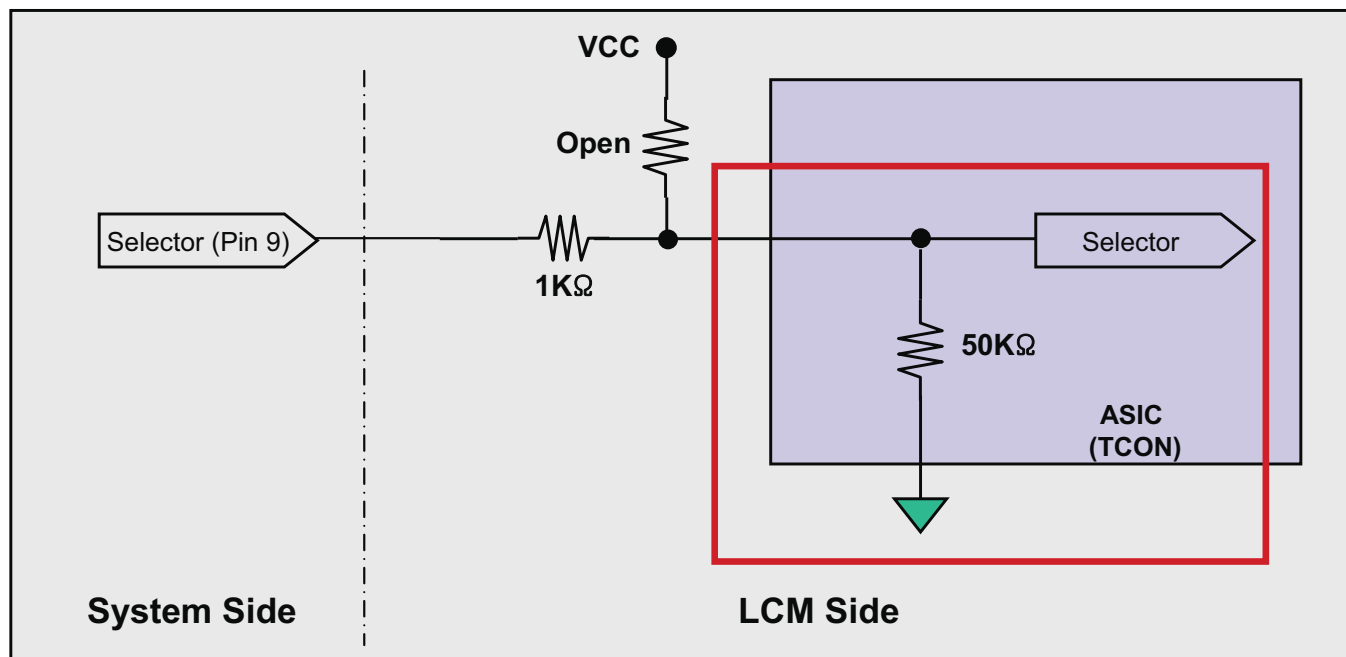 VCC
Open
Selector (Pin 9)
Selector
1KΩ
50KΩ
ASIC
(TCON)
System Side
LCM Side